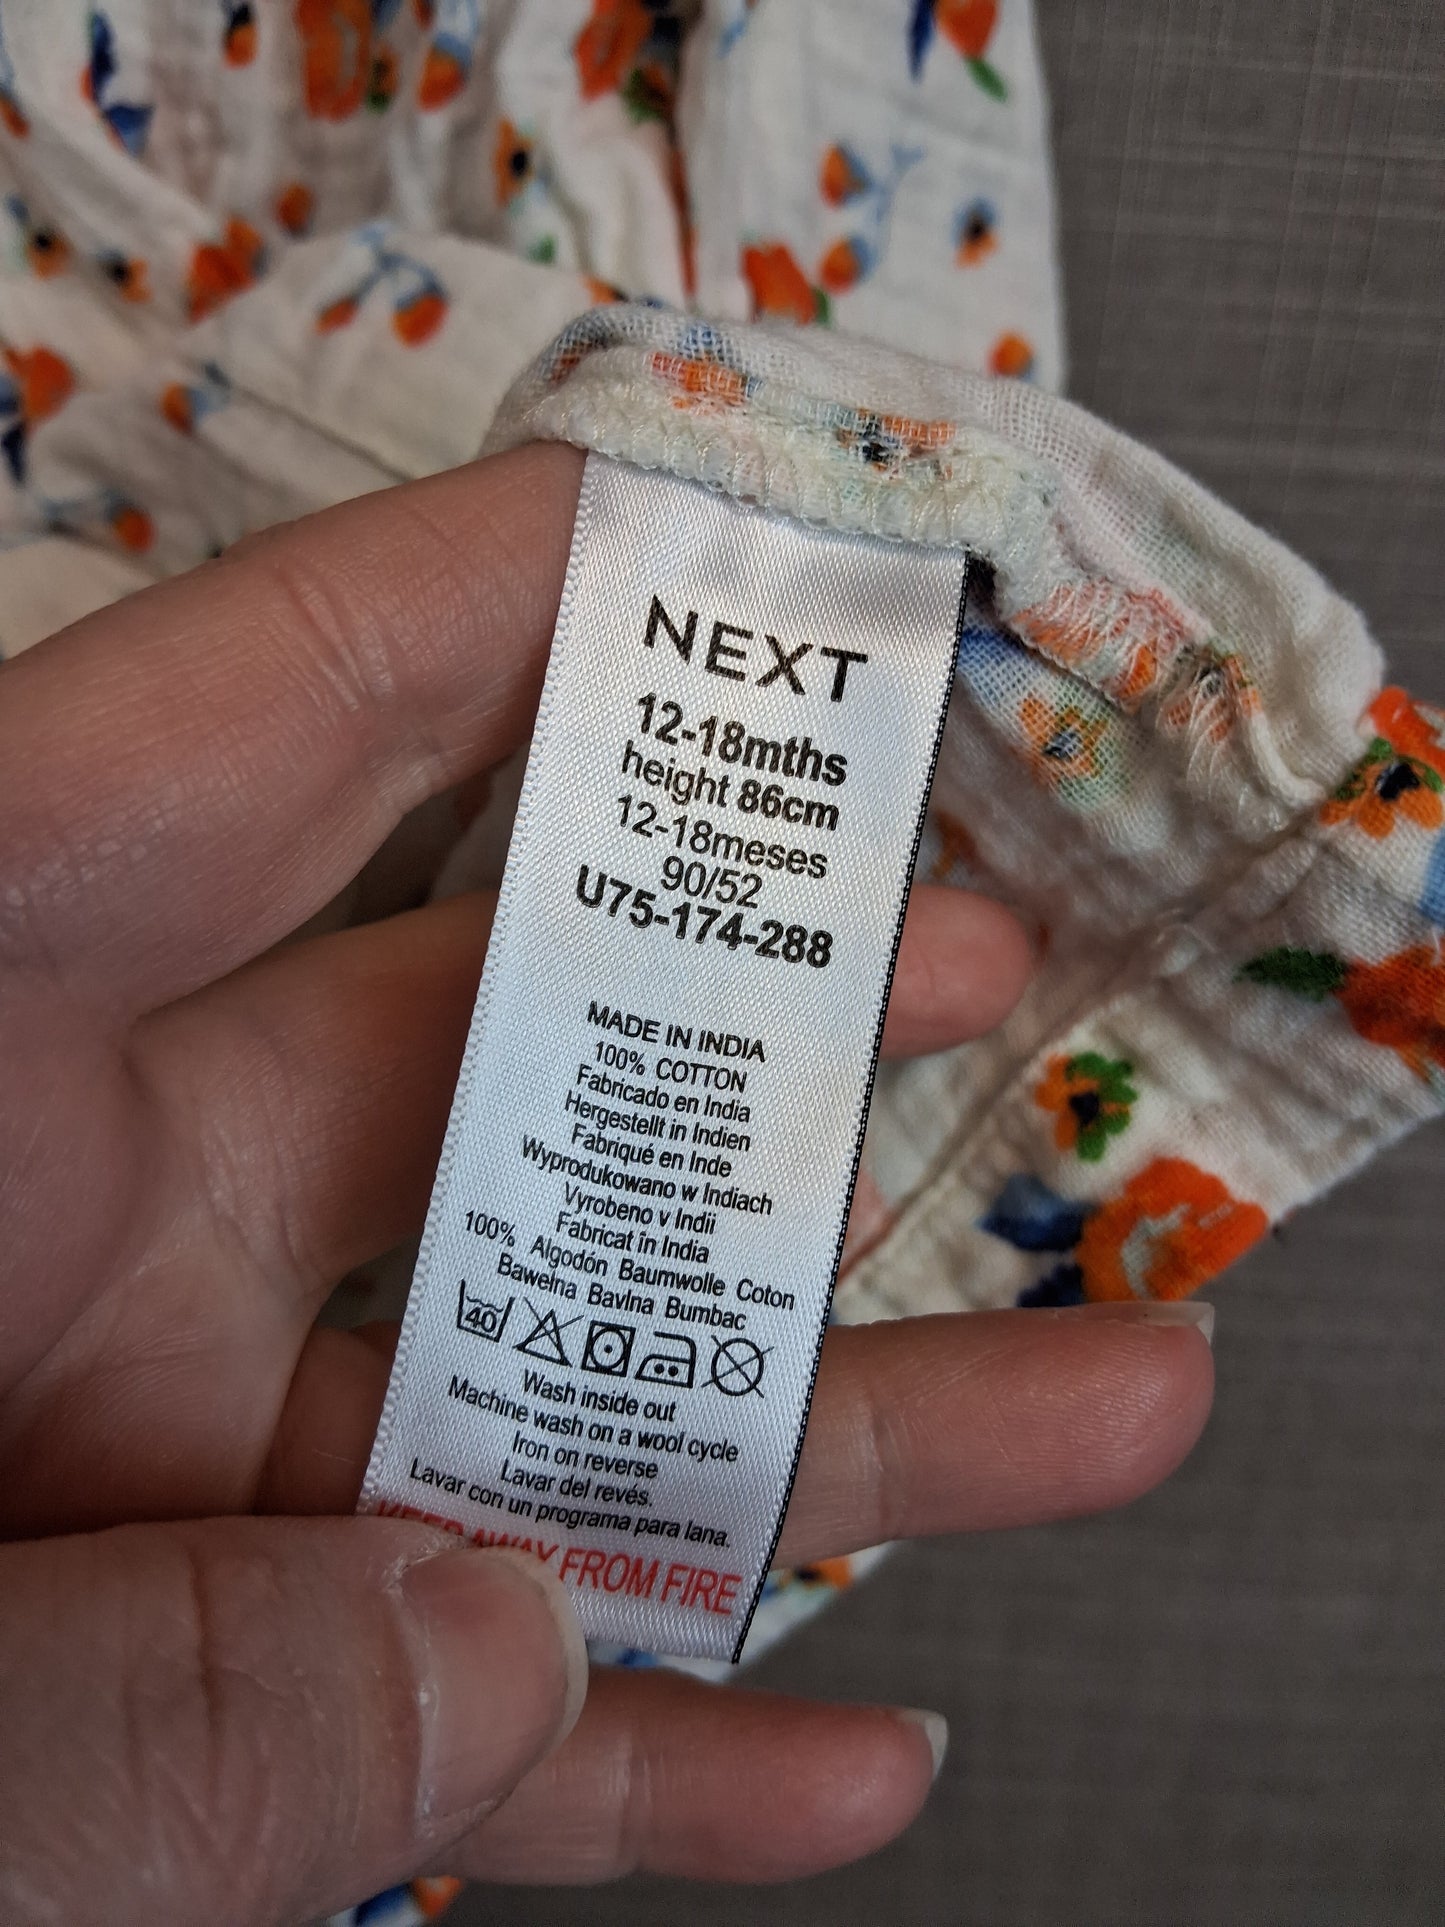 NEXT
12-18mths
height 86cm
12-18meses
90/52
U75-174-288
MADE IN INDIA
100% COTTON
Fabricado en India
Hergestellt in Indien
Fabriqué en Inde
Wyprodukowano w Indiach
Vyrobeno v Indii
Fabricat în India
100% Algodón Baumwolle Coton
Bawełna Bavlna Bumbac
40
Wash inside out
Machine wash on a wool cycle
Iron on reverse
Lavar del revés.
Lavar con un programa para lana.
KEEP AWAY FROM FIRE